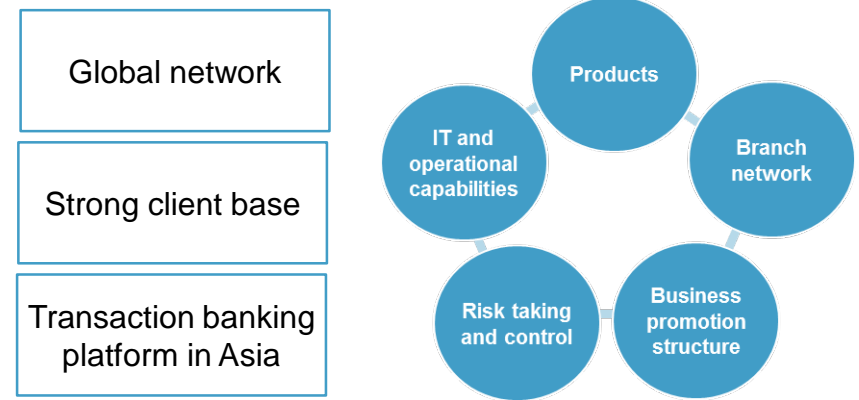 Global network
Strong client base
Transaction banking
platform in Asia
Products
Branch
network
Business
promotion
structure
Risk taking
and control
IT and
operational
capabilities